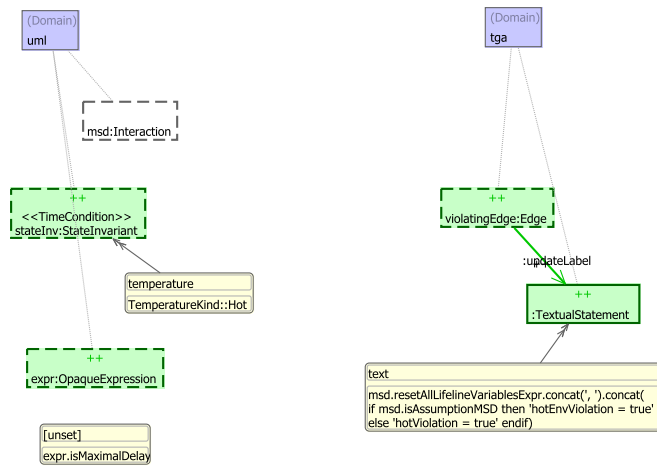 (Domain)
uml
(Domain)
tga
msd:Interaction
++
<<TimeCondition>>
stateInv:StateInvariant
++
violatingEdge:Edge
:updateLabel
temperature
TemperatureKind::Hot
++
:TextualStatement
++
expr:OpaqueExpression
text
msd.resetAllLifelineVariablesExpr.concat(', ').concat(
if msd.isAssumptionMSD then 'hotEnvViolation = true'
else 'hotViolation = true' endif)
[unset]
expr.isMaximalDelay